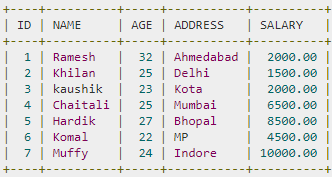 +----+----------+-----+-----------+----------+
| ID | NAME     | AGE | ADDRESS   | SALARY   |
+----+----------+-----+-----------+----------+
|  1 | Ramesh   |  32 | Ahmedabad |  2000.00 |
|  2 | Khilan   |  25 | Delhi     |  1500.00 |
|  3 | kaushik  |  23 | Kota      |  2000.00 |
|  4 | Chaitali |  25 | Mumbai    |  6500.00 |
|  5 | Hardik   |  27 | Bhopal    |  8500.00 |
|  6 | Komal    |  22 | MP        |  4500.00 |
|  7 | Muffy    |  24 | Indore    | 10000.00 |
+----+----------+-----+-----------+----------+